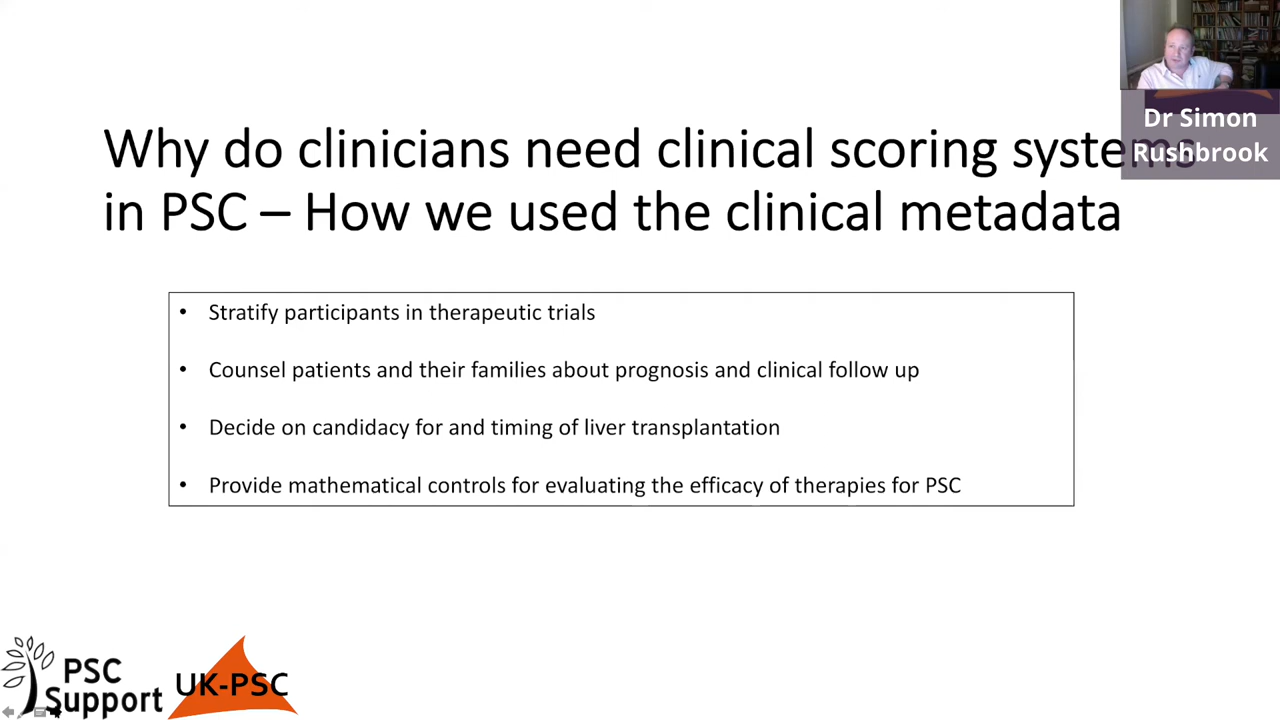 Why do clinicians need clinical scoring systems
in PSC – How we used the clinical metadata
Dr Simon
Rushbrook
• Stratify participants in therapeutic trials
• Counsel patients and their families about prognosis and clinical follow up
• Decide on candidacy for and timing of liver transplantation
• Provide mathematical controls for evaluating the efficacy of therapies for PSC
PSC
Support
UK-PSC